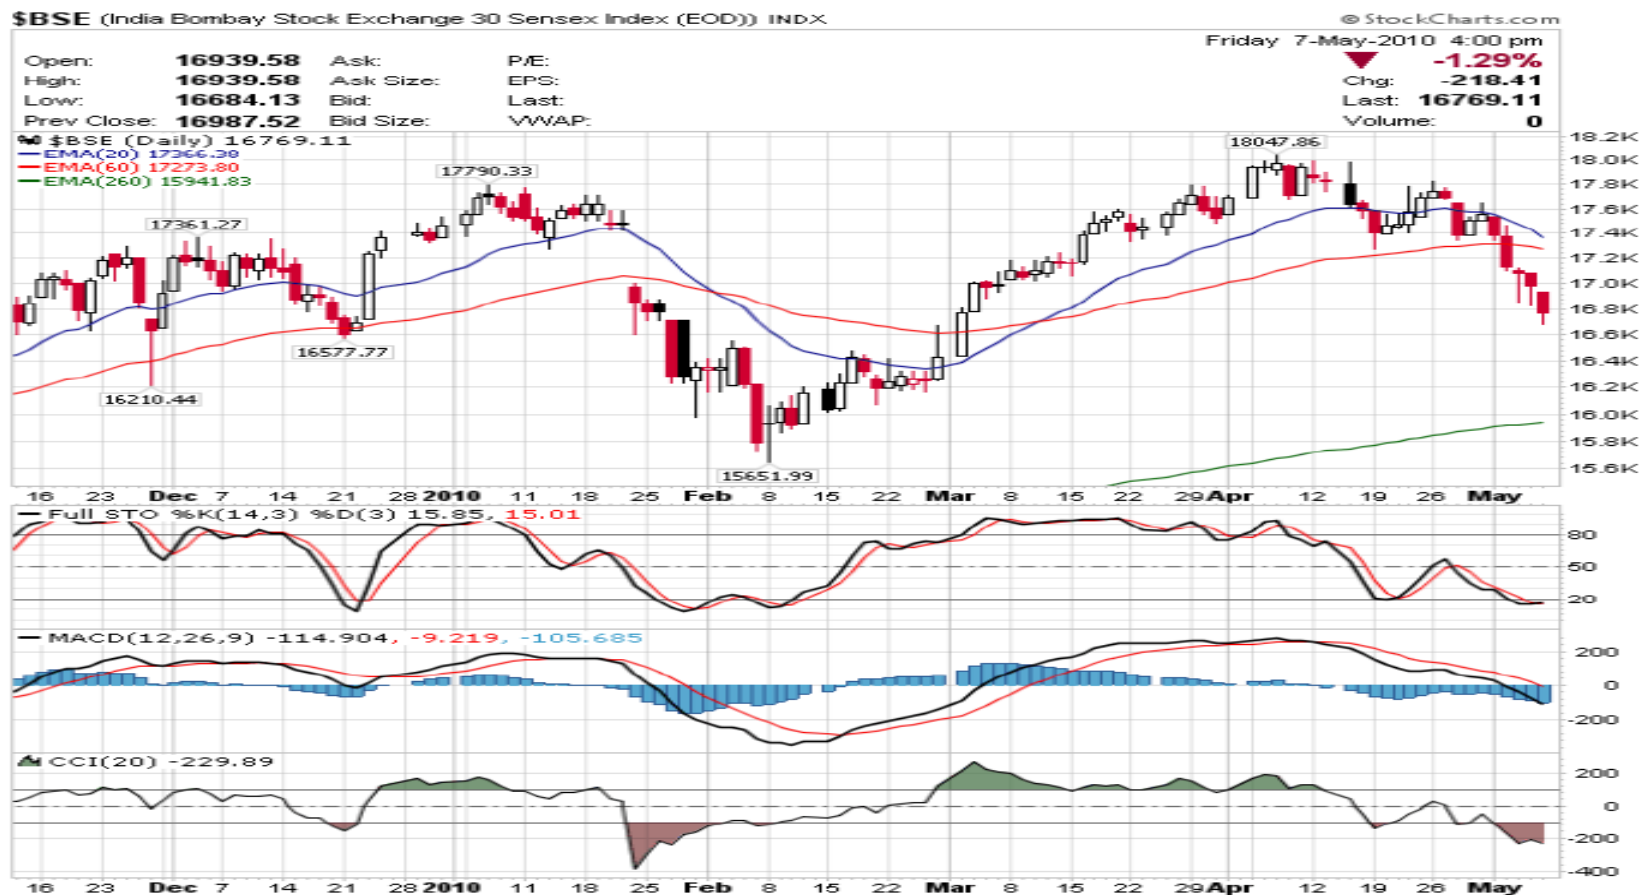 $BSE (India Bombay Stock Exchange 30 Sensex Index (EOD)) INDX © StockCharts.com
Friday 7-May-2010 4:00 pm
Open: 16939.58 Ask: P/E: -1.29%
High: 16939.58 Ask Size: EPS: Chg: -218.41
Low: 16684.13 Bid: Last: Last: 16769.11
Prev Close: 16987.52 Bid Size: VWAP: Volume: 0
$BSE (Daily) 16769.11
EMA(20) 17366.38
EMA(60) 17273.80
EMA(260) 15941.83
18047.86
17790.33
17361.27
16577.77
16210.44
15651.99
18.2K
18.0K
17.8K
17.6K
17.4K
17.2K
17.0K
16.8K
16.6K
16.4K
16.2K
16.0K
15.8K
15.6K
16 23 Dec 7 14 21 28 2010 11 18 25 Feb 8 15 22 Mar 8 15 22 29 Apr 12 19 26 May
Full STO %K(14,3) %D(3) 15.85, 15.01
80
50
20
MACD(12,26,9) -114.904, -9.219, -105.685
200
0
-200
CCI(20) -229.89
200
0
-200
-400
16 23 Dec 7 14 21 28 2010 11 18 25 Feb 8 15 22 Mar 8 15 22 29 Apr 12 19 26 May